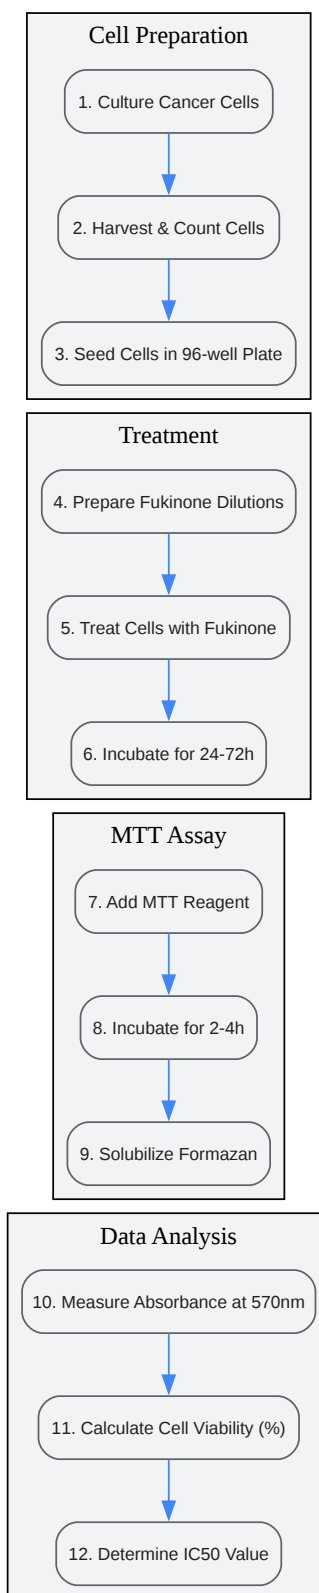 Cell Preparation
1. Culture Cancer Cells
2. Harvest & Count Cells
3. Seed Cells in 96-well Plate
Treatment
4. Prepare Fukinone Dilutions
5. Treat Cells with Fukinone
6. Incubate for 24-72h
MTT Assay
7. Add MTT Reagent
8. Incubate for 2-4h
9. Solubilize Formazan
Data Analysis
10. Measure Absorbance at 570nm
11. Calculate Cell Viability (%)
12. Determine IC50 Value